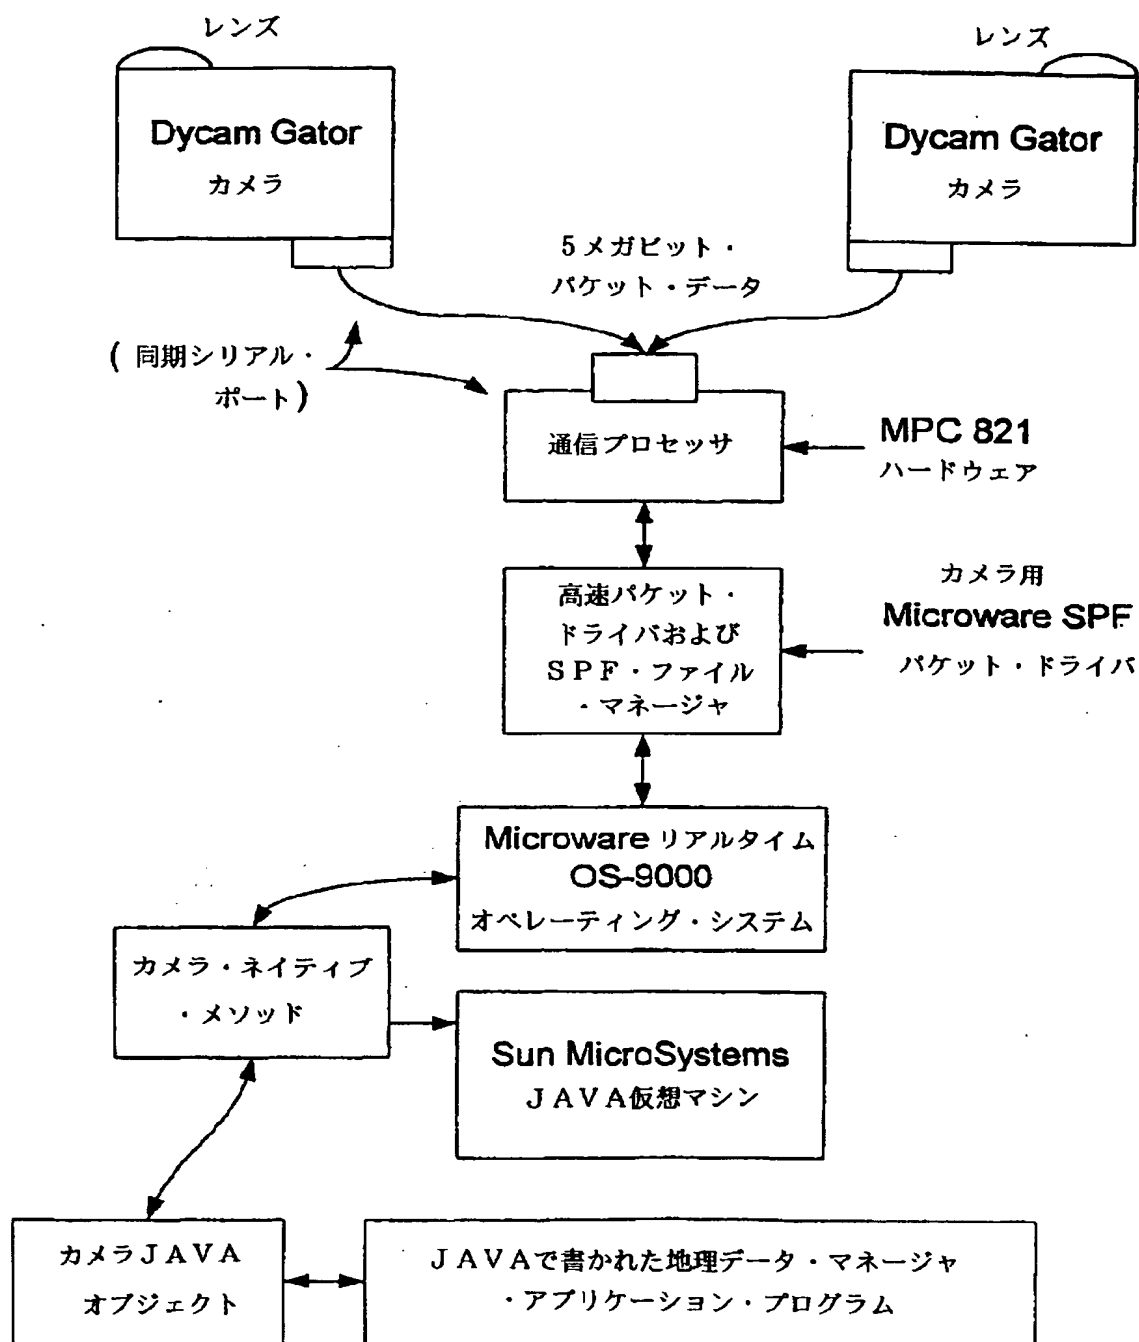 レンズ
レンズ
Dycam Gator
カメラ
Dycam Gator
カメラ
5メガビット・
パケット・データ
(同期シリアル・
ポート)
通信プロセッサ
MPC 821
ハードウェア
高速パケット・
ドライバおよび
SPF・ファイル
・マネージャ
カメラ用
Microware SPF
パケット・ドライバ
Microware リアルタイム
OS-9000
オペレーティング・システム
カメラ・ネイティブ
・メソッド
Sun MicroSystems
JAVA仮想マシン
カメラJAVA
オブジェクト
JAVAで書かれた地理データ・マネージャ
・アプリケーション・プログラム